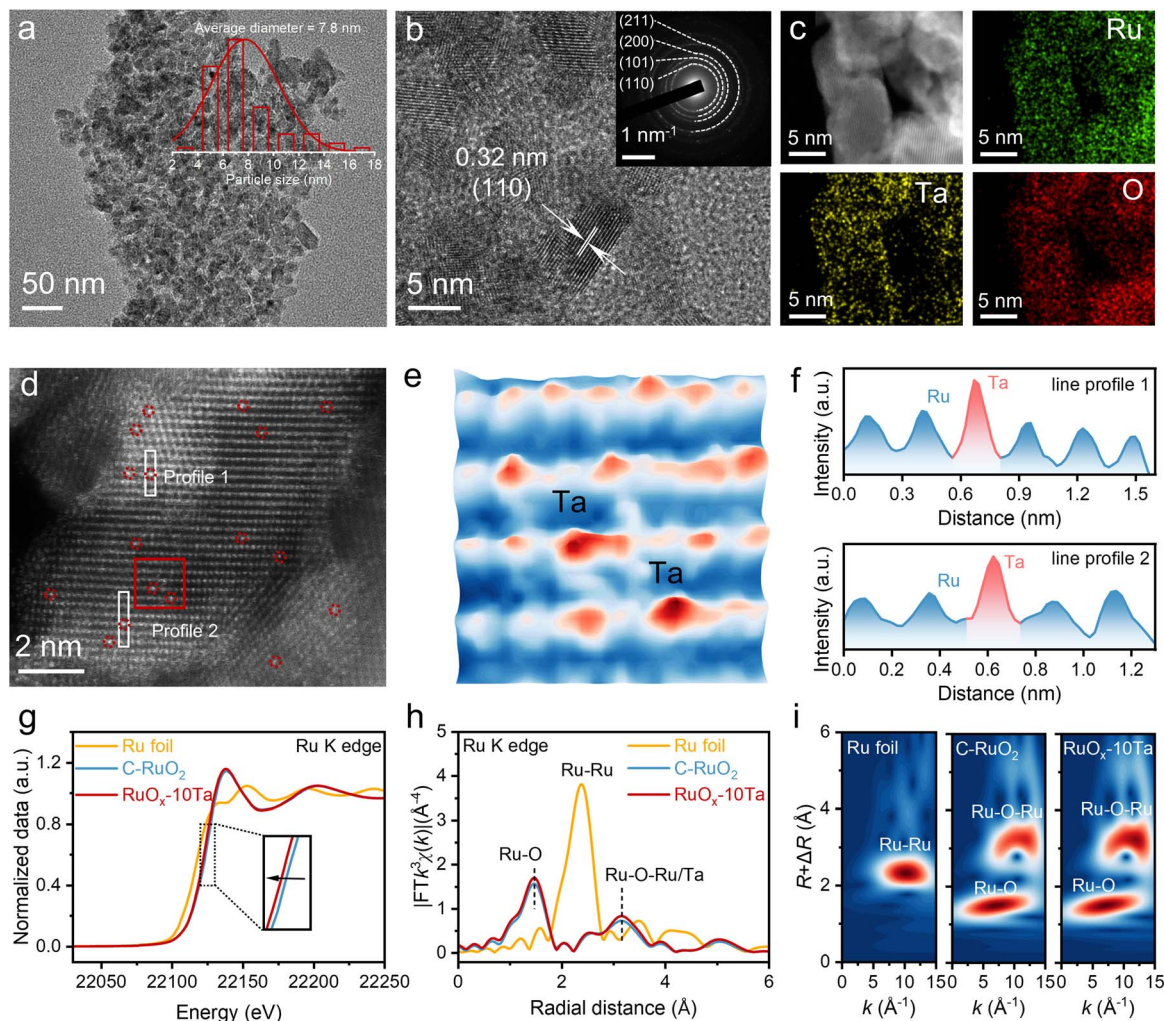 a
Average diameter = 7.8 nm
2 4 6 8 10 12 14 16 18
Particle size (nm)
50 nm
b
(211)
(200)
(101)
(110)
1 nm⁻¹
0.32 nm
(110)
5 nm
c
5 nm
Ru
5 nm
Ta
5 nm
O
5 nm
d
Profile 1
Profile 2
2 nm
e
Ta
Ta
f
Intensity (a.u.)
line profile 1
Ru
Ta
0.0 0.3 0.6 0.9 1.2 1.5
Distance (nm)
Intensity (a.u.)
line profile 2
Ru
Ta
0.0 0.2 0.4 0.6 0.8 1.0 1.2
Distance (nm)
g
Normalized data (a.u.)
Ru foil
C-RuO₂
RuOₓ-10Ta
Ru K edge
1.2
0.8
0.4
0.0
22050 22100 22150 22200 22250
Energy (eV)
h
|FTk³χ(k)|(Å⁻⁴)
Ru K edge
Ru foil
C-RuO₂
RuOₓ-10Ta
Ru-Ru
Ru-O
Ru-O-Ru/Ta
5
4
3
2
1
0
0 2 4 6
Radial distance (Å)
i
R+ΔR (Å)
6
4
2
0
Ru foil
Ru-Ru
0 5 10 15
k (Å⁻¹)
C-RuO₂
Ru-O-Ru
Ru-O
0 5 10 15
k (Å⁻¹)
RuOₓ-10Ta
Ru-O-Ru
Ru-O
0 5 10 15
k (Å⁻¹)